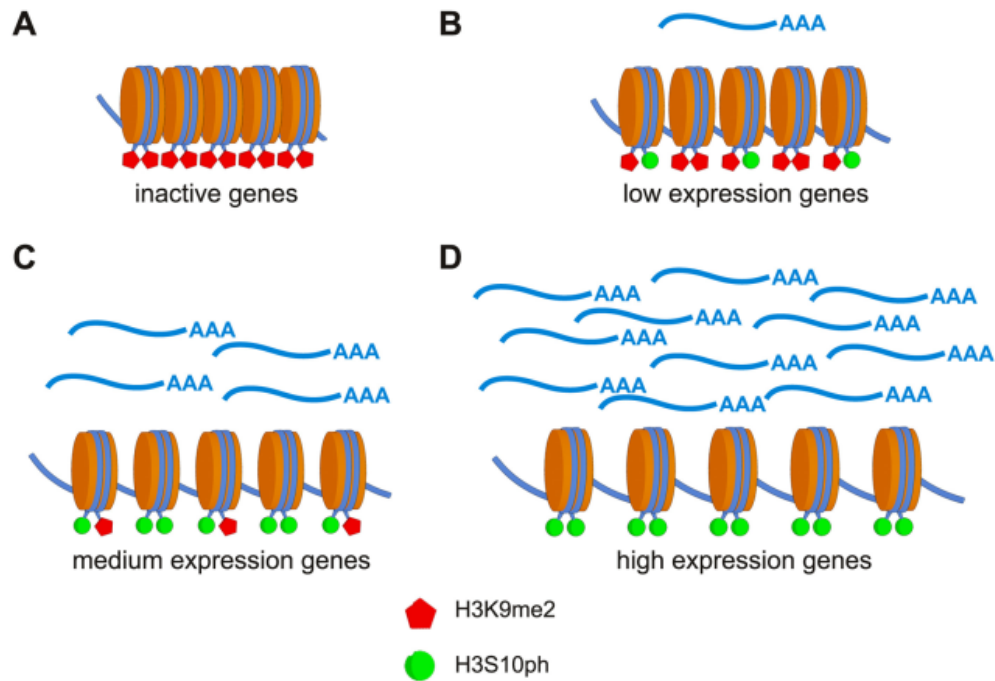 A
inactive genes
B
AAA
low expression genes
C
AAA
AAA
AAA
AAA
medium expression genes
D
AAA
AAA
AAA
AAA
AAA
AAA
AAA
AAA
AAA
AAA
AAA
high expression genes
H3K9me2
H3S10ph